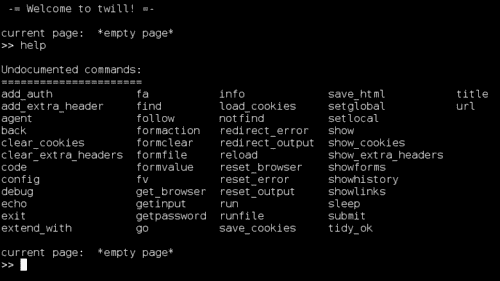 -= Welcome to twill! =-
current page:  *empty page*
>> help
Undocumented commands:
======================
add_auth             fa           info             save_html           title
add_extra_header     find         load_cookies     setglobal           url
agent                follow       notfind          setlocal
back                 formaction   redirect_error   show
clear_cookies        formclear    redirect_output  show_cookies
clear_extra_headers  formfile     reload           show_extra_headers
code                 formvalue    reset_browser    showforms
config               fv           reset_error      showhistory
debug                get_browser  reset_output     showlinks
echo                 getinput     run              sleep
exit                 getpassword  runfile          submit
extend_with          go           save_cookies     tidy_ok
current page:  *empty page*
>>